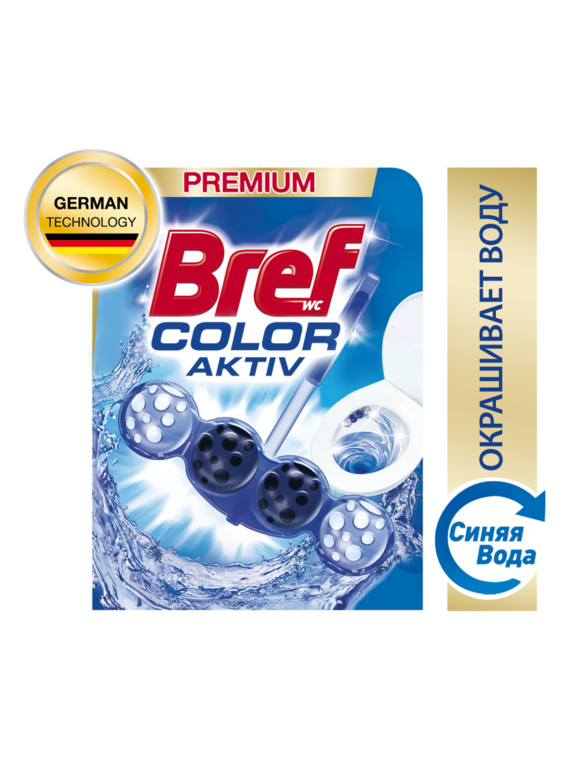 GERMAN
TECHNOLOGY
PREMIUM
Bref
WC
COLOR
AKTIV
ОКРАШИВАЕТ ВОДУ
Синяя
Вода